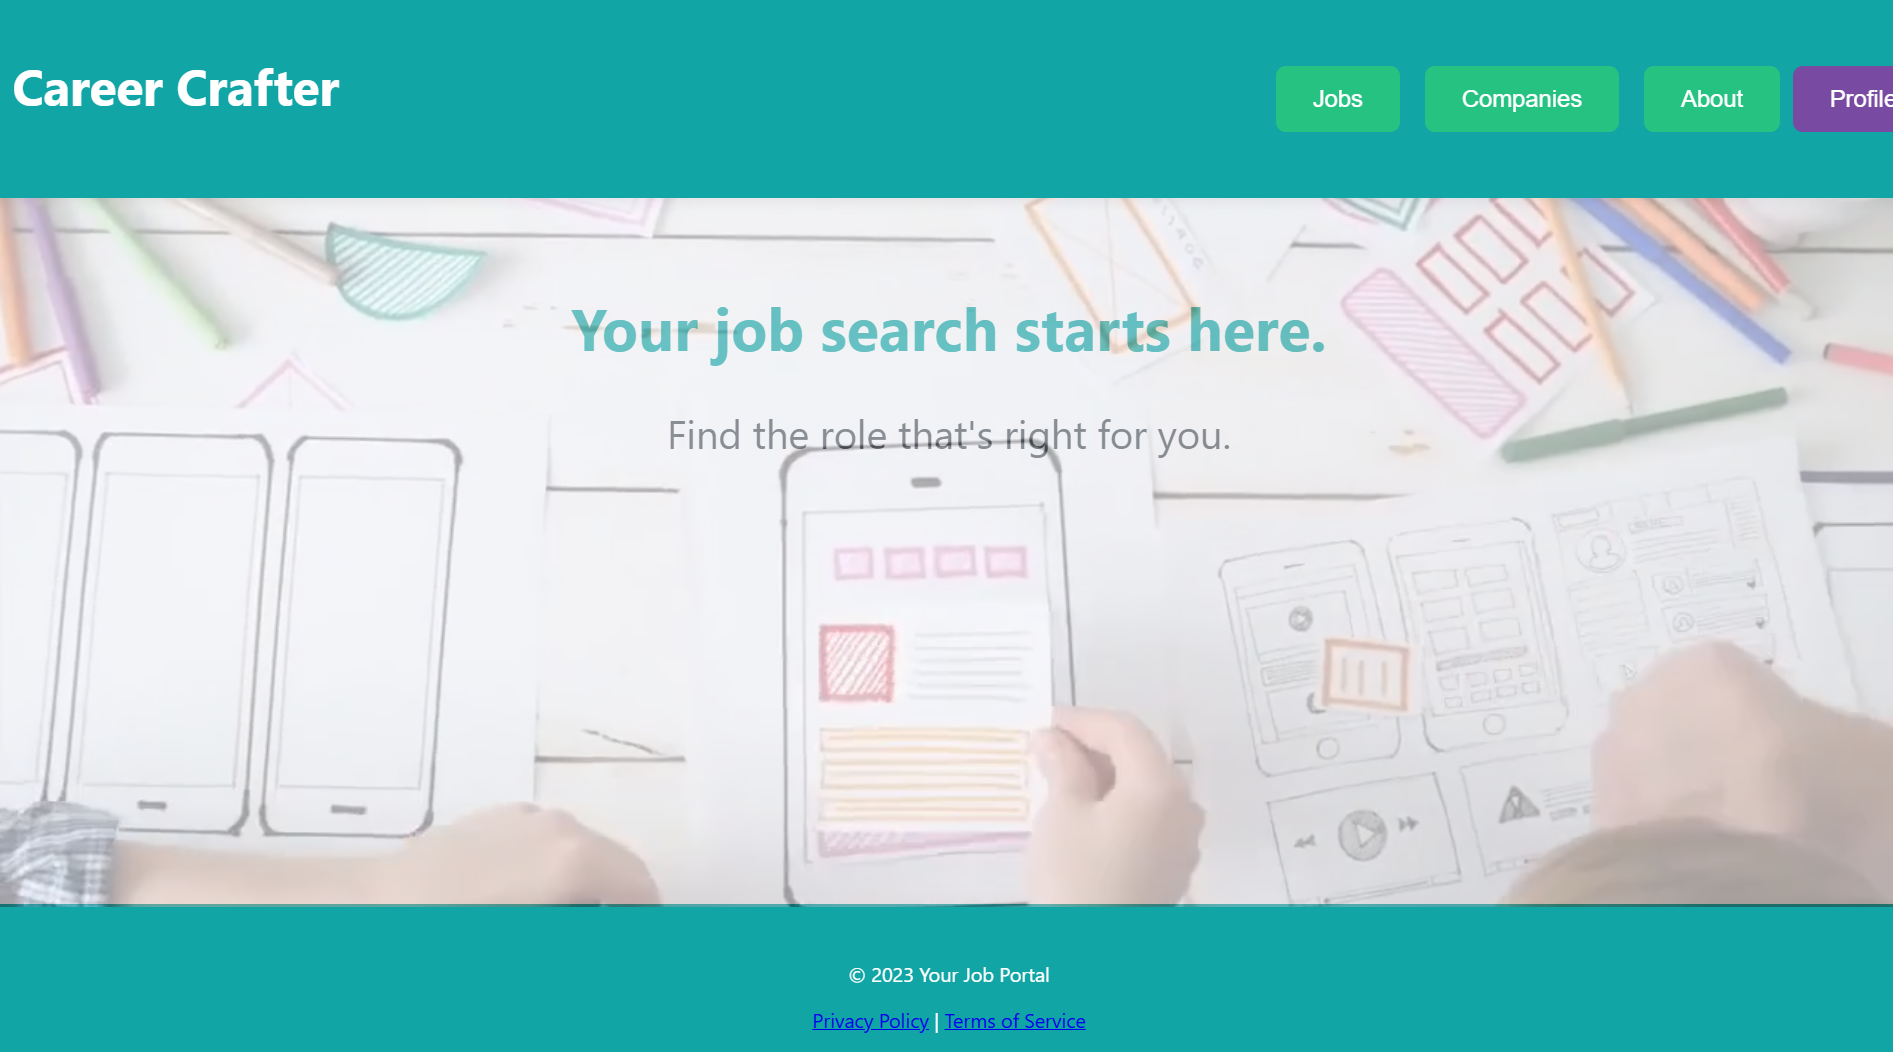 Career Crafter
Jobs
Companies
About
Profile
Your job search starts here.
Find the role that's right for you.
© 2023 Your Job Portal
Privacy Policy | Terms of Service